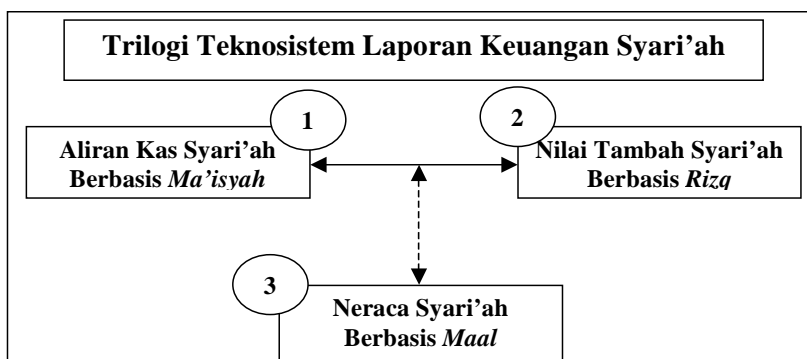 Trilogi Teknosistem Laporan Keuangan Syari'ah
1
Aliran Kas Syari'ah
Berbasis Ma'isyah
2
Nilai Tambah Syari'ah
Berbasis Rizq
3
Neraca Syari'ah
Berbasis Maal